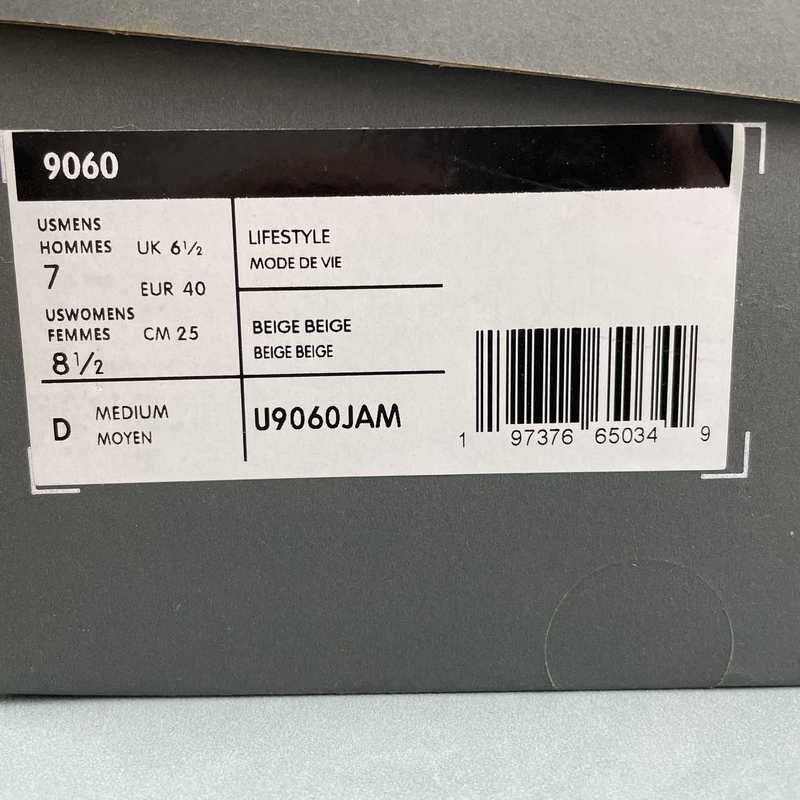 9060
USMENS
HOMMES
7
UK 6½
EUR 40
USWOMENS
FEMMES
8½
CM 25
D
MEDIUM
MOYEN
LIFESTYLE
MODE DE VIE
BEIGE BEIGE
BEIGE BEIGE
U9060JAM
1 97376 65034 9